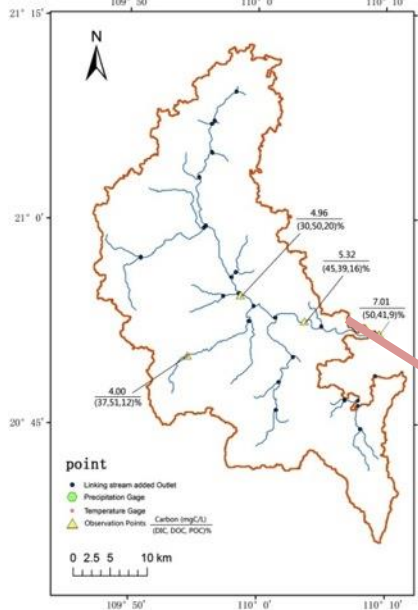 109° 50 110° 0 110° 10
21° 15'
N
21° 6'
4.96
(30,50,20)%
5.32
(45,39,16)%
7.01
(50,41,9)%
4.00
(37,51,12)%
20° 45'
point
Linking stream added Outlet
Precipitation Gage
Temperature Gage
Observation Points Carbon (mgC/L)
(DIC, DOC, POC)%
0 2.5 5 10 km
109° 50 110° 0 110° 10